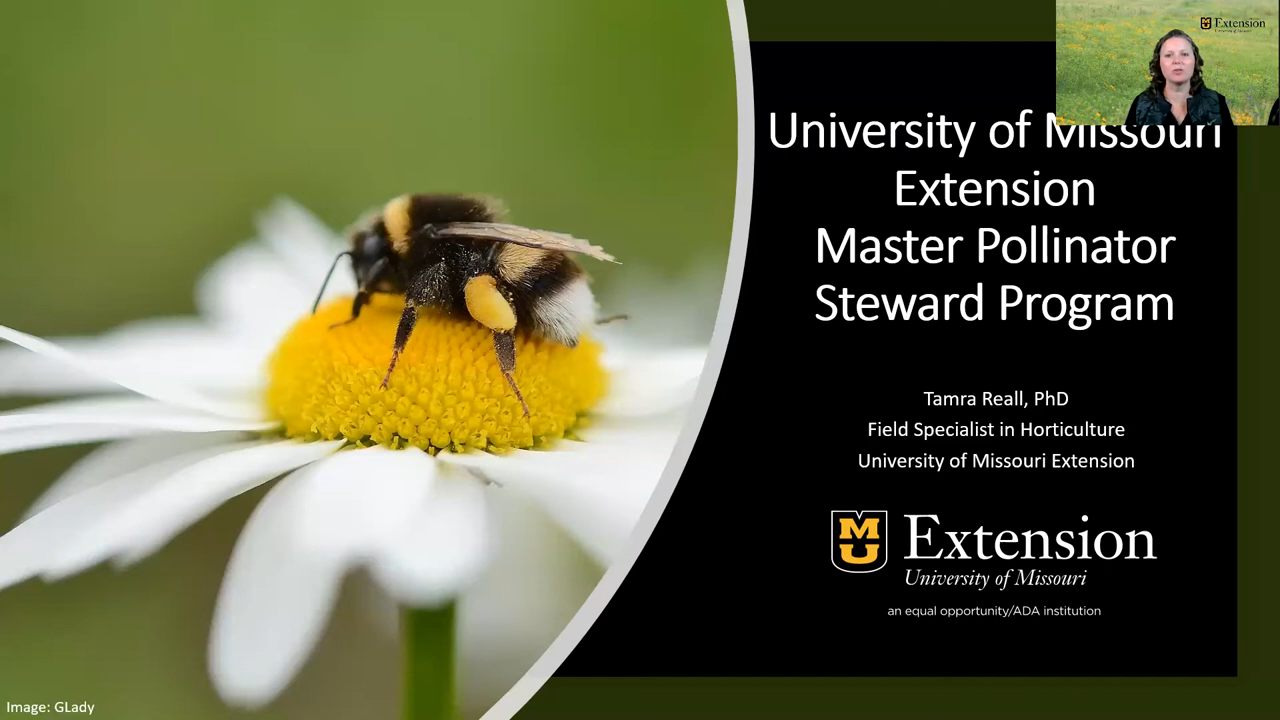 Extension
University of Missouri
Extension
Master Pollinator
Steward Program
Tamra Reall, PhD
Field Specialist in Horticulture
University of Missouri Extension
MU Extension
University of Missouri
an equal opportunity/ADA institution
Image: GLady